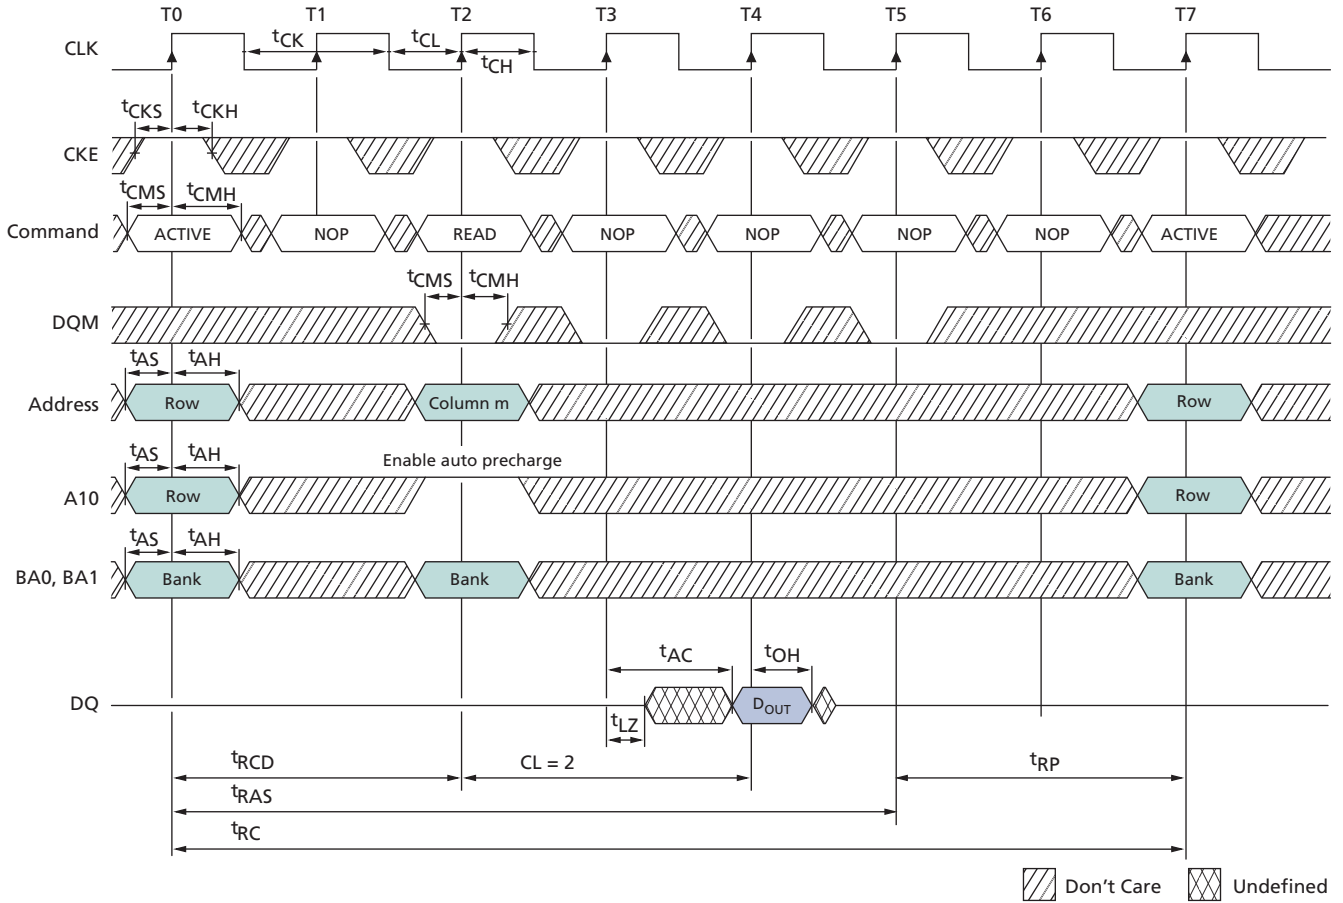 T0 T1 T2 T3 T4 T5 T6 T7
CLK
tCK tCL
tCH
tCKS tCKH
CKE
tCMS tCMH
Command ACTIVE NOP READ NOP NOP NOP NOP ACTIVE
tCMS tCMH
DQM
tAS tAH
Address Row Column m Row
tAS tAH
Enable auto precharge
A10 Row Row
tAS tAH
BA0, BA1 Bank Bank Bank
tAC tOH
DQ DOUT
tLZ
tRCD CL = 2 tRP
tRAS
tRC
Don't Care Undefined